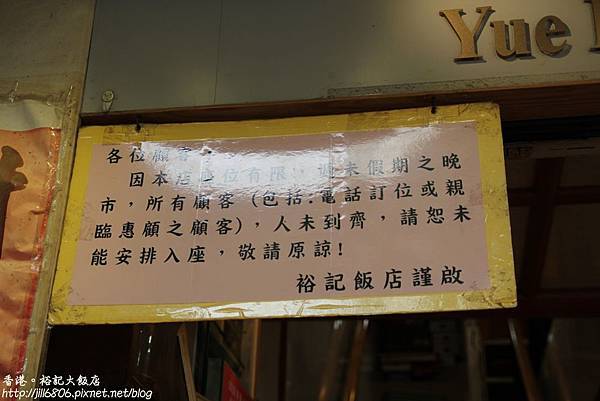 Yue
各位顧客：
因本店座位有限，週末假期之晚
市，所有顧客（包括:電話訂位或親
臨惠顧之顧客），人未到齊，請恕未
能安排入座，敬請原諒！
裕記飯店謹啟
香港。裕記大飯店
http://jill6806.pixnet.net/blog